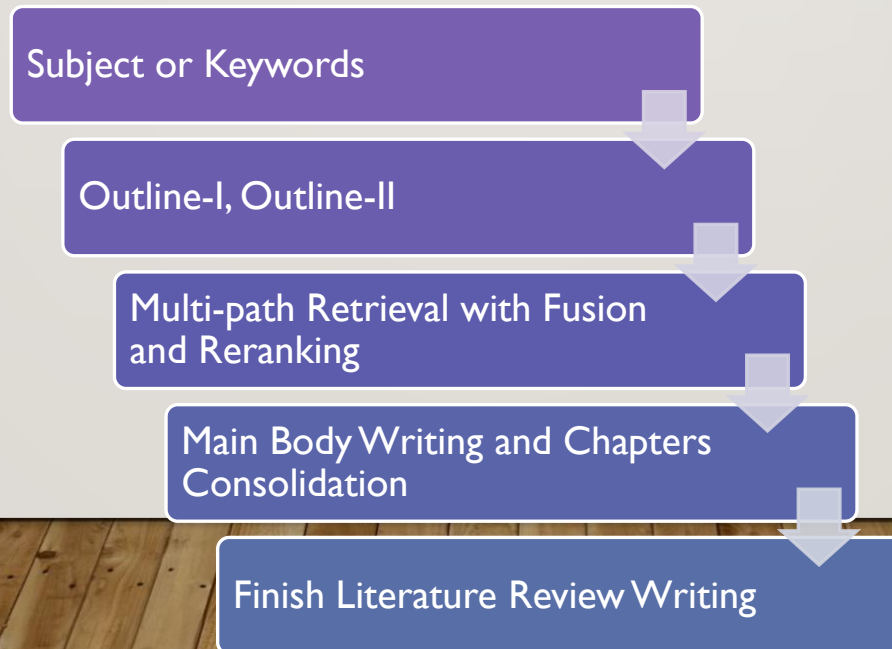 Subject or Keywords
Outline-I, Outline-II
Multi-path Retrieval with Fusion
and Reranking
Main Body Writing and Chapters
Consolidation
Finish Literature Review Writing